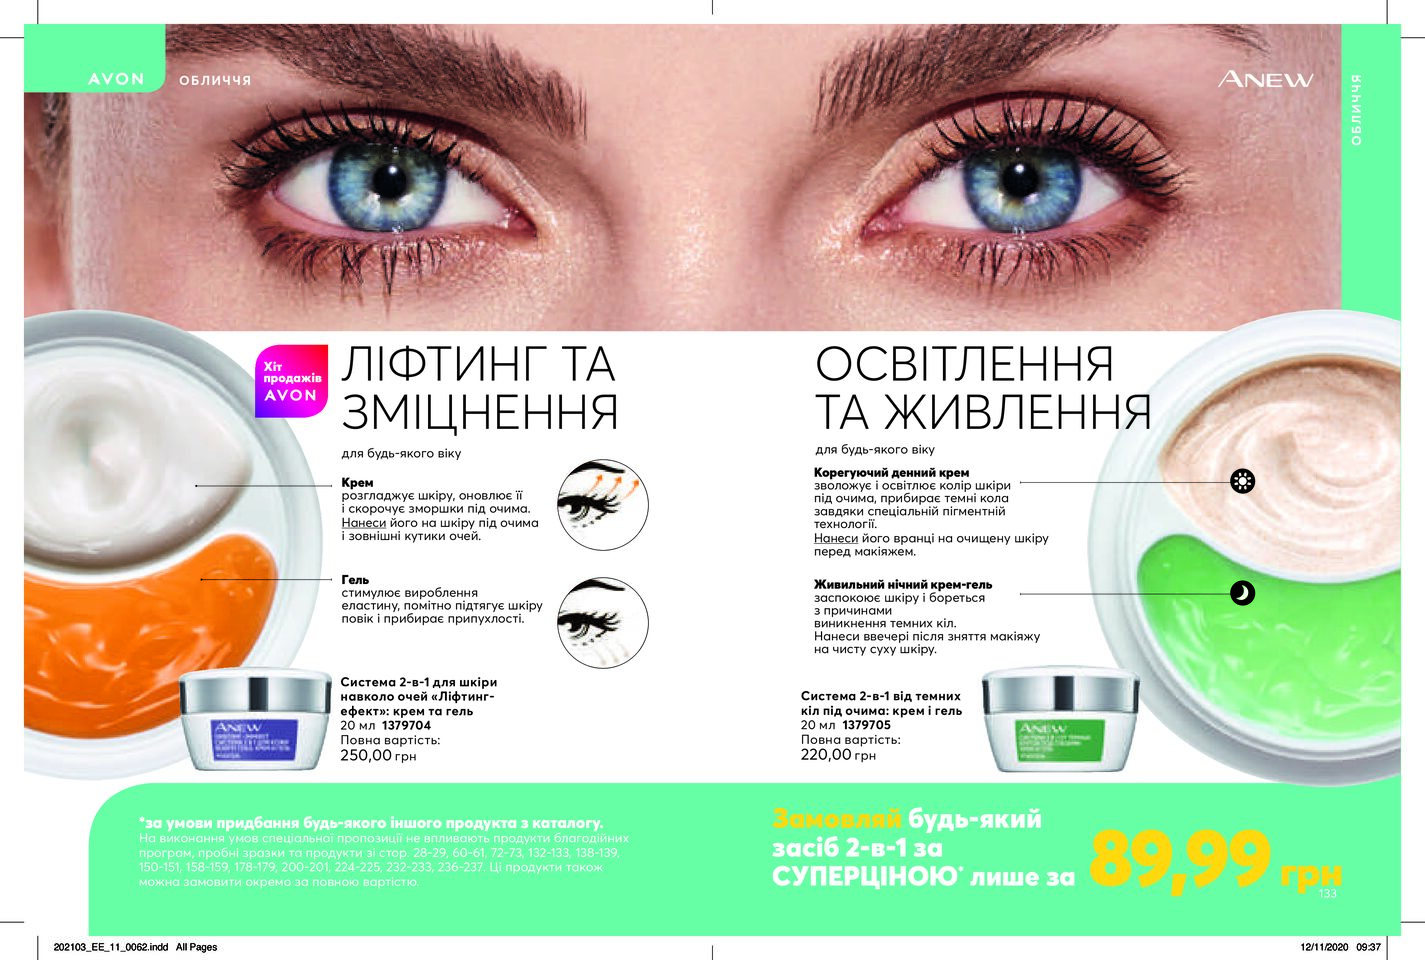 AVON
ОБЛИЧЧЯ
ANEW
ОБЛИЧЧЯ
Хіт
продажів
AVON
ЛІФТИНГ ТА
ЗМІЦНЕННЯ
для будь-якого віку
Крем
розгладжує шкіру, оновлює її
і скорочує зморшки під очима.
Нанеси його на шкіру під очима
і зовнішні кутики очей.
Гель
стимулює вироблення
еластину, помітно підтягує шкіру
повік і прибирає припухлості.
Система 2-в-1 для шкіри
навколо очей «Ліфтинг-
ефект»: крем та гель
20 мл 1379704
Повна вартість:
250,00 грн
ANEW
ОСВІТЛЕННЯ
ТА ЖИВЛЕННЯ
для будь-якого віку
Корегуючий денний крем
зволожує і освітлює колір шкіри
під очима, прибирає темні кола
завдяки спеціальній пігментній
технології.
Нанеси його вранці на очищену шкіру
перед макіяжем.
Живильний нічний крем-гель
заспокоює шкіру і бореться
з причинами
виникнення темних кіл.
Нанеси ввечері після зняття макіяжу
на чисту суху шкіру.
Система 2-в-1 від темних
кіл під очима: крем і гель
20 мл 1379705
Повна вартість:
220,00 грн
ANEW
*за умови придбання будь-якого іншого продукта з каталогу.
На виконання умов спеціальної пропозиції не впливають продукти благодійних
програм, пробні зразки та продукти зі стор. 28-29, 60-61, 72-73, 132-133, 138-139,
150-151, 158-159, 178-179, 200-201, 224-225, 232-233, 236-237. Ці продукти також
можна замовити окремо за повною вартістю.
Замовляй будь-який
засіб 2-в-1 за
СУПЕРЦІНОЮ* лише за
89,99 грн
133
202103_EE_11_0062.indd All Pages
12/11/2020 09:37